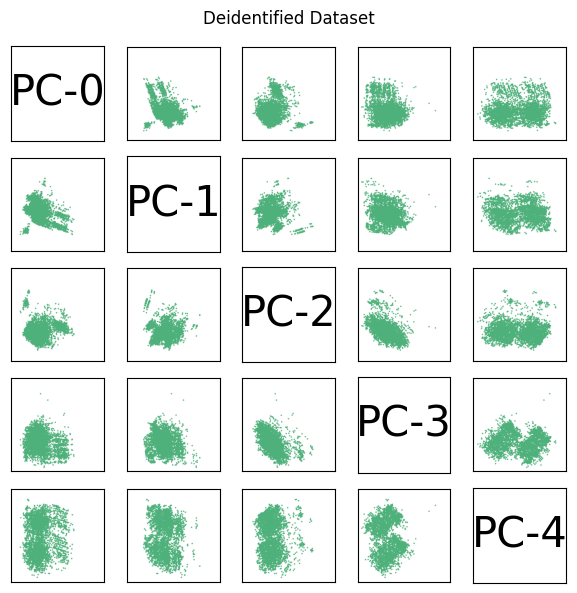 Deidentified Dataset
PC-0
PC-1
PC-2
PC-3
PC-4